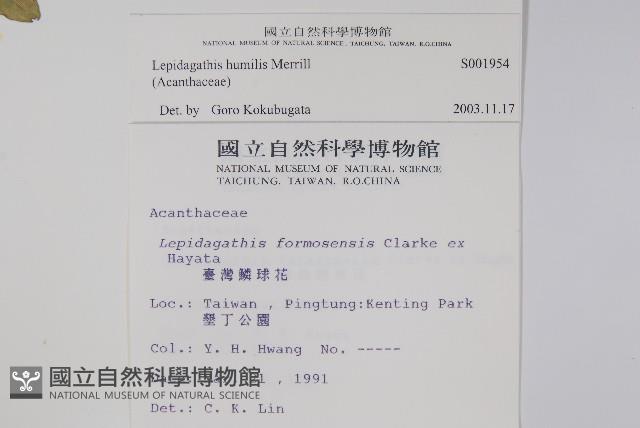 國立自然科學博物館
NATIONAL MUSEUM OF NATURAL SCIENCE, TAICHUNG, TAIWAN, R.O.CHINA
Lepidagathis humilis Merrill S001954
(Acanthaceae)
Det. by Goro Kokubugata 2003.11.17
國立自然科學博物館
NATIONAL MUSEUM OF NATURAL SCIENCE
TAICHUNG, TAIWAN, R.O.CHINA
Acanthaceae
Lepidagathis formosensis Clarke ex
Hayata
臺灣鱗球花
Loc.: Taiwan , Pingtung:Kenting Park
墾丁公園
Col.: Y. H. Hwang No. -----
, 1991
Det.: C. K. Lin
國立自然科學博物館
NATIONAL MUSEUM OF NATURAL SCIENCE